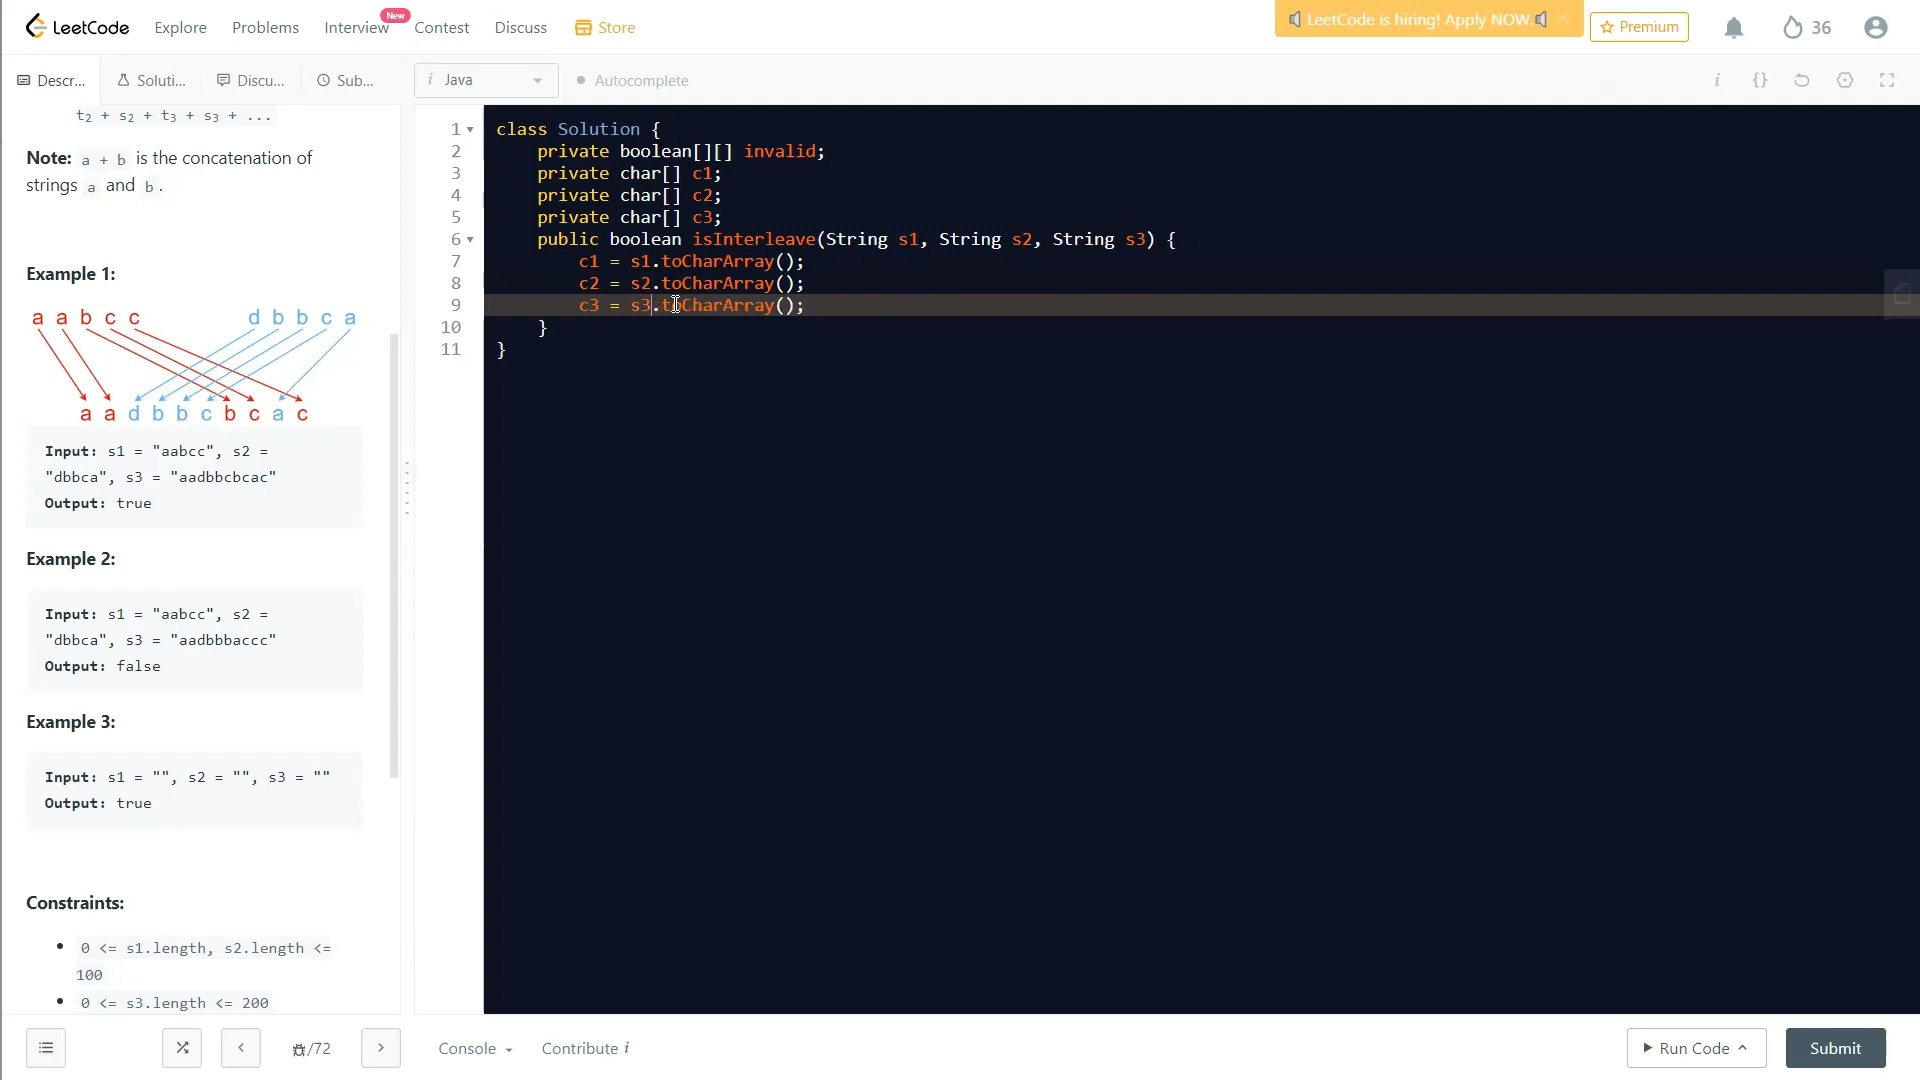 LeetCode Explore Problems Interview New Contest Discuss Store LeetCode is hiring! Apply NOW. Premium 36
Descr... Soluti... Discu... Sub... i Java Autocomplete
t2 + s2 + t3 + s3 + ...
Note: a + b is the concatenation of
strings a and b .
Example 1:
a a b c c d b b c a
a a d b b c b c a c
Input: s1 = "aabcc", s2 =
"dbbca", s3 = "aadbbcbcac"
Output: true
Example 2:
Input: s1 = "aabcc", s2 =
"dbbca", s3 = "aadbbbaccc"
Output: false
Example 3:
Input: s1 = "", s2 = "", s3 = ""
Output: true
Constraints:
0 <= s1.length, s2.length <=
100
0 <= s3.length <= 200
1 class Solution {
2 private boolean[][] invalid;
3 private char[] c1;
4 private char[] c2;
5 private char[] c3;
6 public boolean isInterleave(String s1, String s2, String s3) {
7 c1 = s1.toCharArray();
8 c2 = s2.toCharArray();
9 c3 = s3.toCharArray();
10 }
11 }
/72 Console Contribute i Run Code Submit